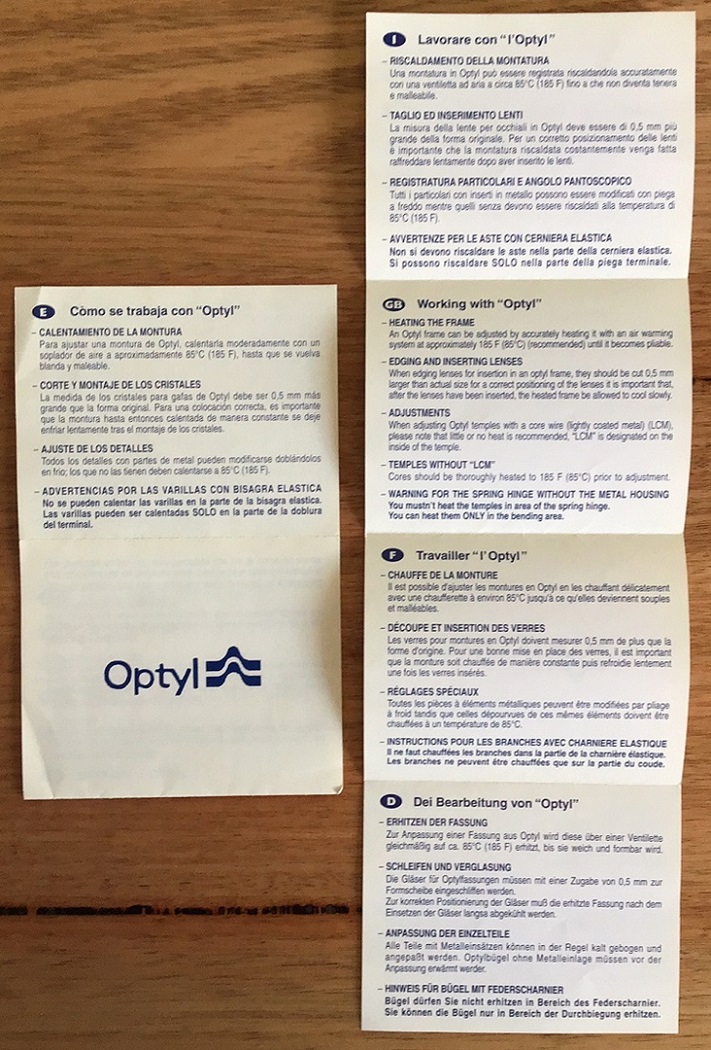 E Còmo se trabaja con "Optyl"
– CALENTAMIENTO DE LA MONTURA
Para ajustar una montura de Optyl, calentarla moderadamente con un
soplador de aire a aproximadamente 85°C (185 F), hasta que se vuelva
blanda y maleable.
– CORTE Y MONTAJE DE LOS CRISTALES
La medida de los cristales para gafas de Optyl debe ser 0,5 mm más
grande que la forma original. Para una colocación correcta, es importante
que la montura hasta entonces calentada de manera constante se deje
enfriar lentamente tras el montaje de los cristales.
– AJUSTE DE LOS DETALLES
Todos los detalles con partes de metal pueden modificarse doblándolos
en frio; los que no las tienen deben calentarse a 85°C (185 F).
– ADVERTENCIAS POR LAS VARILLAS CON BISAGRA ELASTICA
No se pueden calentar las varillas en la parte de la bisagra elastica.
Las varillas pueden ser calentadas SOLO en la parte de la doblura
del terminal.
Optyl
I Lavorare con "l'Optyl"
– RISCALDAMENTO DELLA MONTATURA
Una montatura in Optyl può essere registrata riscaldandola accuratamente
con una ventiletta ad aria a circa 85°C (185 F) fino a che non diventa tenera
e malleabile.
– TAGLIO ED INSERIMENTO LENTI
La misura della lente per occhiali in Optyl deve essere di 0,5 mm più
grande della forma originale. Per un corretto posizionamento delle lenti
è importante che la montatura riscaldata costantemente venga fatta
raffreddare lentamente dopo aver inserito le lenti.
– REGISTRATURA PARTICOLARI E ANGOLO PANTOSCOPICO
Tutti i particolari con inserti in metallo possono essere modificati con piega
a freddo mentre quelli senza devono essere riscaldati alla temperatura di
85°C (185 F).
– AVVERTENZE PER LE ASTE CON CERNIERA ELASTICA
Non si devono riscaldare le aste nella parte della cerniera elastica.
Si possono riscaldare SOLO nella parte della piega terminale.
GB Working with "Optyl"
– HEATING THE FRAME
An Optyl frame can be adjusted by accurately heating it with an air warming
system at approximately 185 F (85°C) (recommended) until it becomes pliable.
– EDGING AND INSERTING LENSES
When edging lenses for insertion in an optyl frame, they should be cut 0,5 mm
larger than actual size for a correct positioning of the lenses it is important that,
after the lenses have been inserted, the heated frame be allowed to cool slowly.
– ADJUSTMENTS
When adjusting Optyl temples with a core wire (lightly coated metal) (LCM),
please note that little or no heat is recommended, "LCM" is designated on the
inside of the temple.
– TEMPLES WITHOUT "LCM"
Cores should be thoroughly heated to 185 F (85°C) prior to adjustment.
– WARNING FOR THE SPRING HINGE WITHOUT THE METAL HOUSING
You mustn't heat the temples in area of the spring hinge.
You can heat them ONLY in the bending area.
F Travailler "l'Optyl"
– CHAUFFE DE LA MONTURE
Il est possible d'ajuster les montures en Optyl en les chauffant délicatement
avec une chaufferette à environ 85°C jusqu'à ce qu'elles deviennent souples
et malléables.
– DÉCOUPE ET INSERTION DES VERRES
Les verres pour montures en Optyl doivent mesurer 0,5 mm de plus que la
forme d'origine. Pour une bonne mise en place des verres, il est important
que la monture soit chauffée de manière constante puis refroidie lentement
une fois les verres insérés.
– RÉGLAGES SPÉCIAUX
Toutes les pièces à éléments métalliques peuvent être modifiées par pliage
à froid tandis que celles dépourvues de ces mêmes éléments doivent être
chauffées à un température de 85°C.
– INSTRUCTIONS POUR LES BRANCHES AVEC CHARNIERE ELASTIQUE
Il ne faut chauffées les branches dans la partie de la charnière élastique.
Les branches ne peuvent être chauffées que sur la partie du coude.
D Dei Bearbeitung von "Optyl"
– ERHITZEN DER FASSUNG
Zur Anpassung einer Fassung aus Optyl wird diese über einer Ventilette
gleichmäßig auf ca. 85°C (185 F) erhitzt, bis sie weich und formbar wird.
– SCHLEIFEN UND VERGLASUNG
Die Gläser für Optylfassungen müssen mit einer Zugabe von 0,5 mm zur
Formscheibe eingeschliffen werden.
Zur korrekten Positionierung der Gläser muß die erhitzte Fassung nach dem
Einsetzen der Gläser langsa abgekühlt werden.
– ANPASSUNG DER EINZELTEILE
Alle Teile mit Metalleinsätzen können in der Regel kalt gebogen und
angepaßt werden. Optylbügel ohne Metalleinlage müssen vor der
Anpassung erwärmt werder.
– HINWEIS FÜR BÜGEL MIT FEDERSCHARNIER
Bügel dürfen Sie nicht erhitzen in Bereich des Federscharnier.
Sie können die Bügel nur in Bereich der Durchbiegung erhitzen.